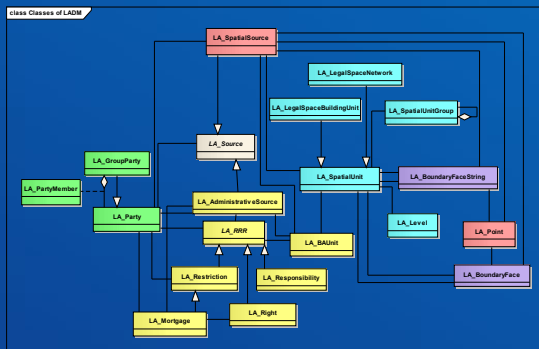 class Classes of LADM
LA_SpatialSource
LA_LegalSpaceNetwork
LA_LegalSpaceBuildingUnit
LA_SpatialUnitGroup
LA_Source
LA_GroupParty
LA_SpatialUnit
LA_BoundaryFaceString
LA_PartyMember
LA_AdministrativeSource
LA_Party
LA_Level
LA_RRR
LA_Point
LA_BAUnit
LA_Restriction
LA_Responsibility
LA_BoundaryFace
LA_Right
LA_Mortgage